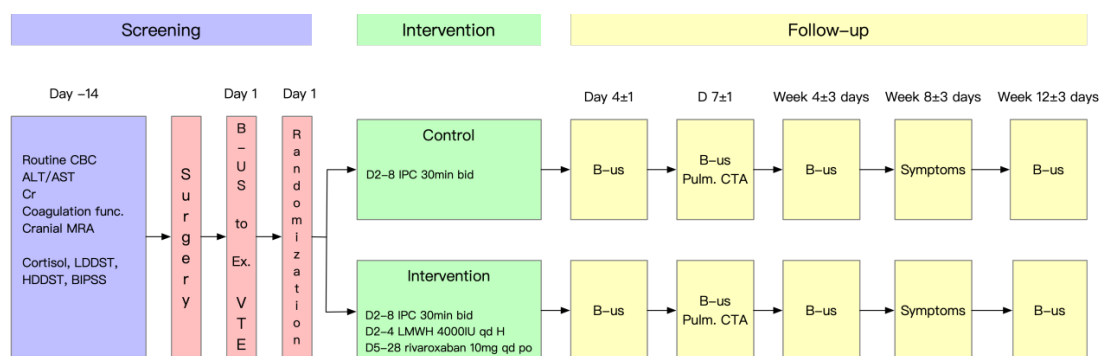 Screening
Intervention
Follow-up
Day -14
Day 1
Day 1
Day 4±1
D 7±1
Week 4±3 days
Week 8±3 days
Week 12±3 days
Routine CBC
ALT/AST
Cr
Coagulation func.
Cranial MRA
Cortisol, LDDST,
HDDST, BIPSS
Surgery
B-US to Ex. VTE
Randomization
Control
D2-8 IPC 30min bid
B-us
B-us
Pulm. CTA
B-us
Symptoms
B-us
Intervention
D2-8 IPC 30min bid
D2-4 LMWH 4000IU qd H
D5-28 rivaroxaban 10mg qd po
B-us
B-us
Pulm. CTA
B-us
Symptoms
B-us